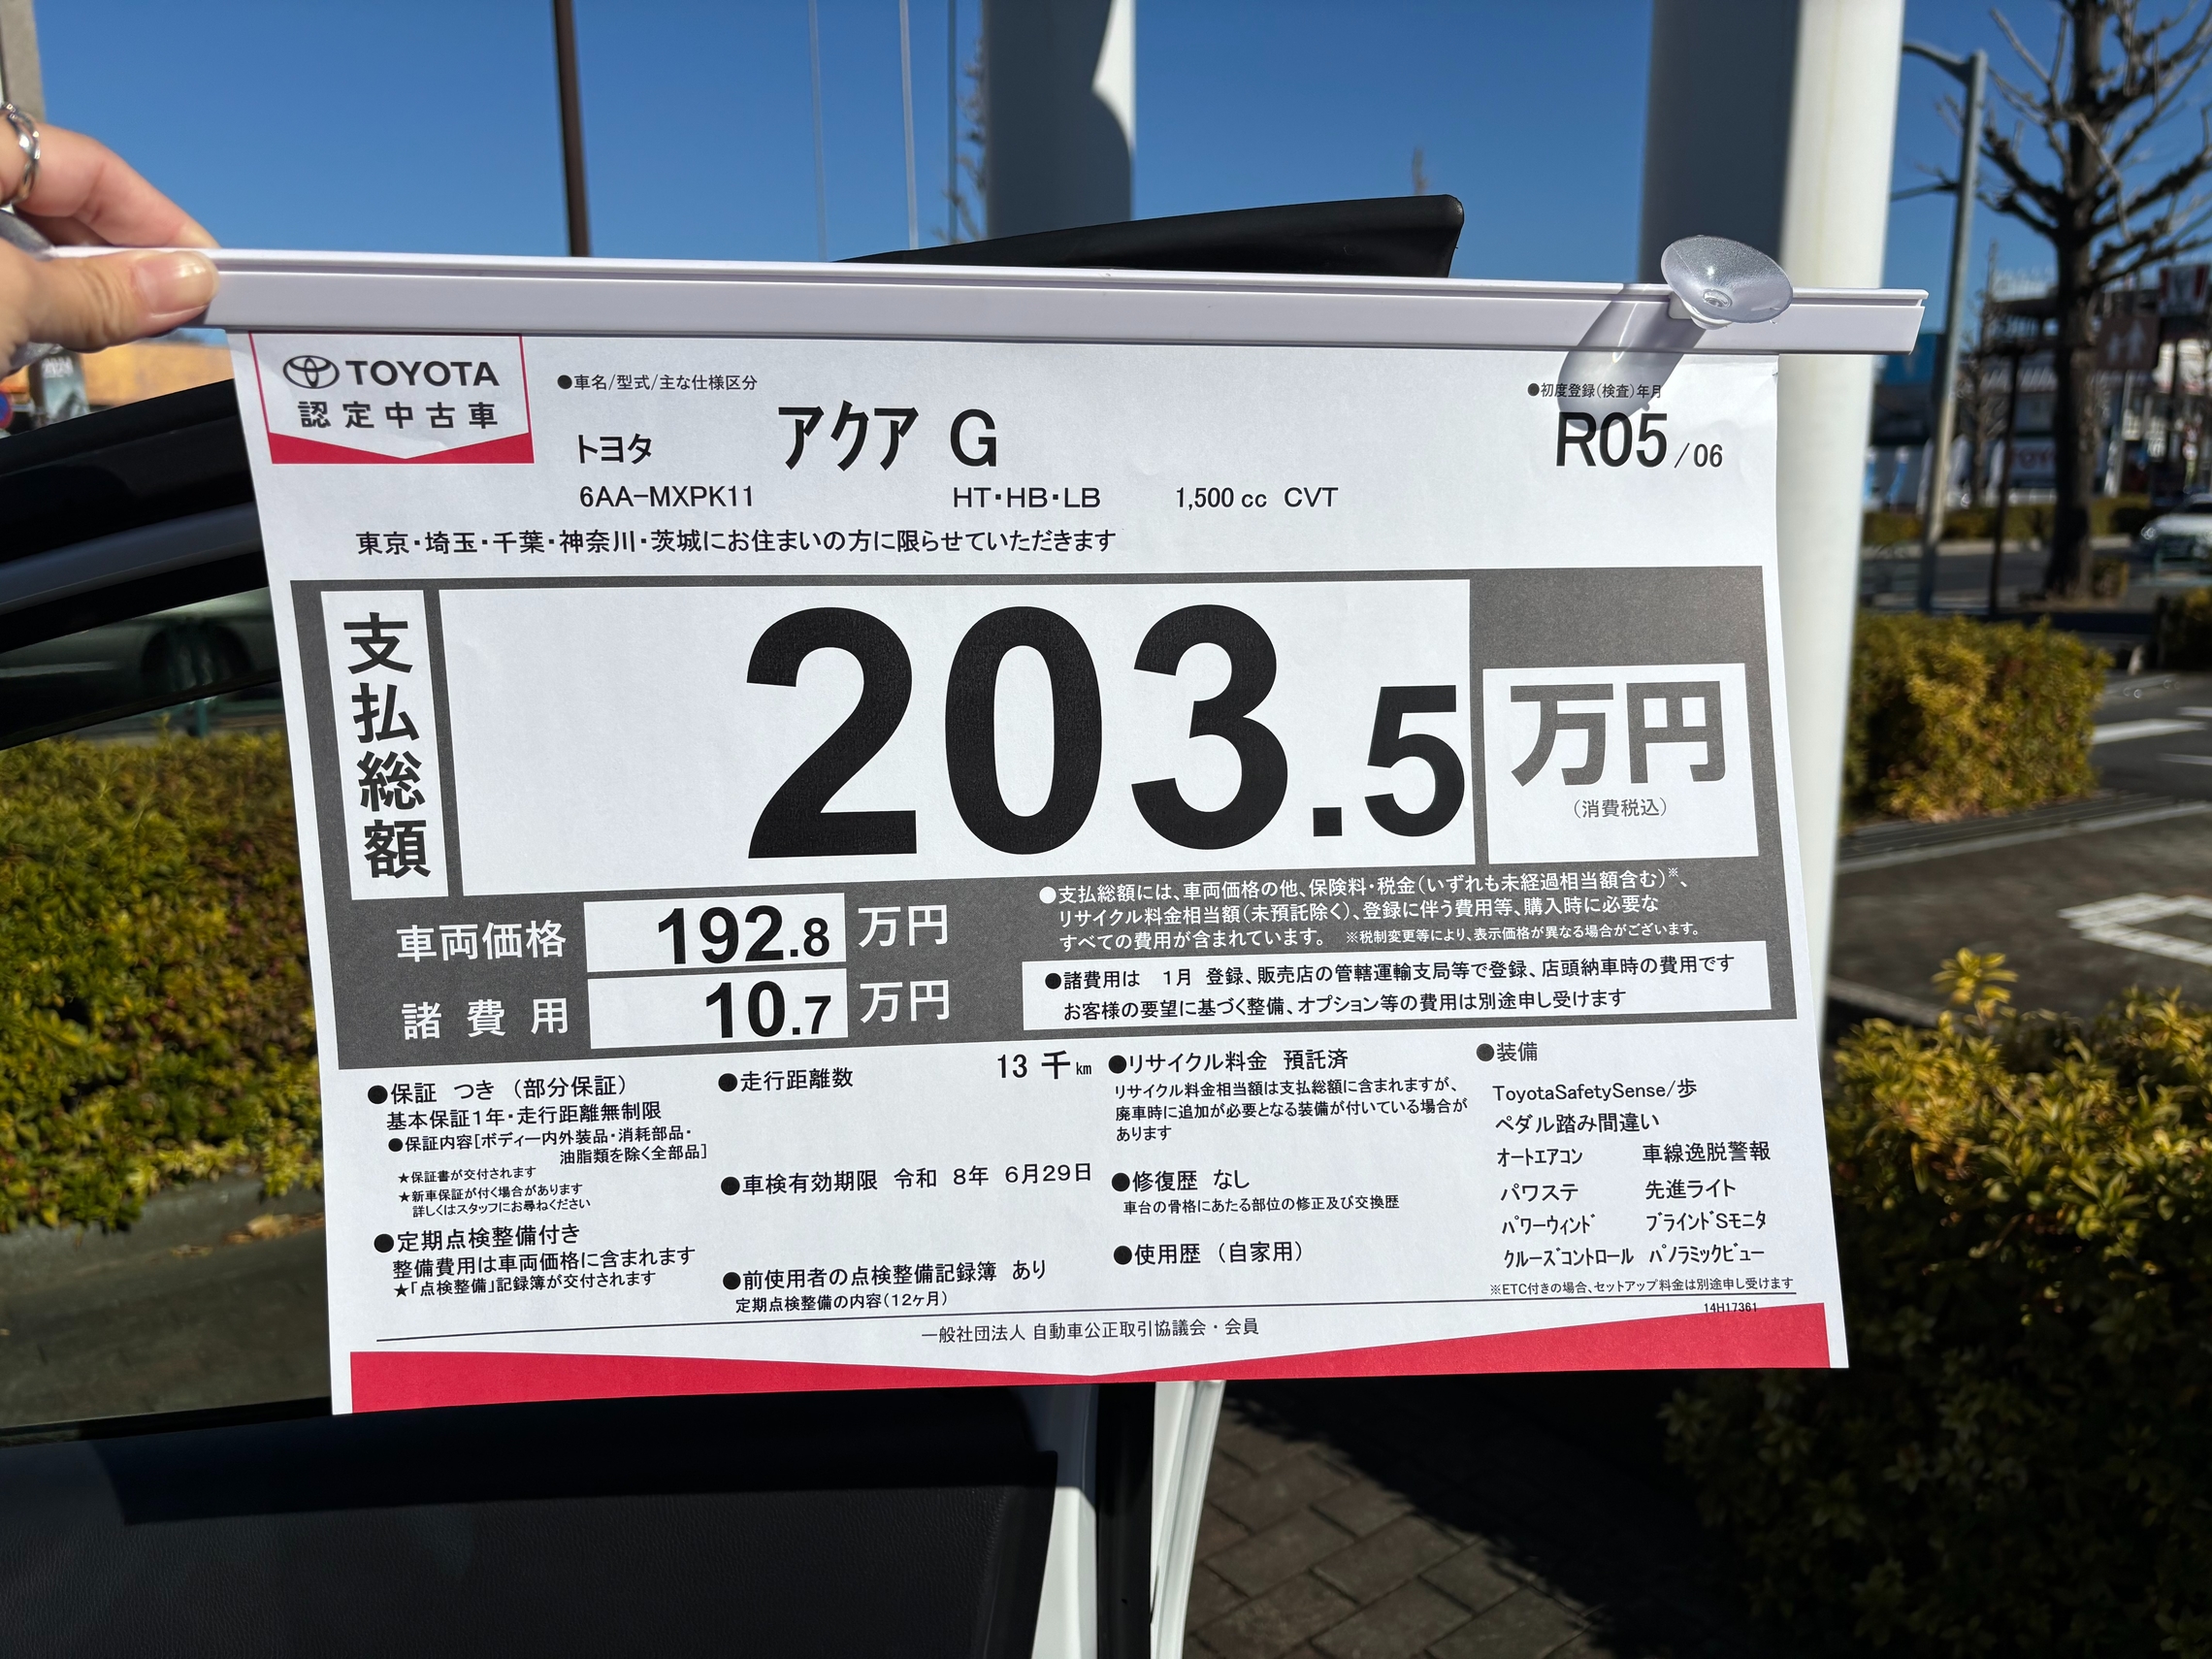 TOYOTA
認定中古車
●車名/型式/主な仕様区分
●初度登録(検査)年月
トヨタ アクア G
R05/06
6AA-MXPK11 HT・HB・LB 1,500 cc CVT
東京・埼玉・千葉・神奈川・茨城にお住まいの方に限らせていただきます
支払総額
203.5 万円
(消費税込)
車両価格 192.8 万円
諸費用 10.7 万円
●支払総額には、車両価格の他、保険料・税金(いずれも未経過相当額含む)※、
リサイクル料金相当額(未預託除く)、登録に伴う費用等、購入時に必要な
すべての費用が含まれています。 ※税制変更等により、表示価格が異なる場合がございます。
●諸費用は 1月 登録、販売店の管轄運輸支局等で登録、店頭納車時の費用です
お客様の要望に基づく整備、オプション等の費用は別途申し受けます
●保証 つき (部分保証)
基本保証1年・走行距離無制限
●保証内容[ボディー内外装品・消耗部品・
油脂類を除く全部品]
★保証書が交付されます
★新車保証が付く場合があります
詳しくはスタッフにお尋ねください
●定期点検整備付き
整備費用は車両価格に含まれます
★「点検整備」記録簿が交付されます
●走行距離数 13 千km
●車検有効期限 令和 8年 6月29日
●前使用者の点検整備記録簿 あり
定期点検整備の内容(12ヶ月)
●リサイクル料金 預託済
リサイクル料金相当額は支払総額に含まれますが、
廃車時に追加が必要となる装備が付いている場合が
あります
●修復歴 なし
車台の骨格にあたる部位の修正及び交換歴
●使用歴 (自家用)
●装備
ToyotaSafetySense/歩
ペダル踏み間違い
オートエアコン 車線逸脱警報
パワステ 先進ライト
パワーウィンドﾞ ブラインドSモニタ
クルーズコントロール パノラミックビュー
※ETC付きの場合、セットアップ料金は別途申し受けます
14H17361
一般社団法人 自動車公正取引協議会・会員